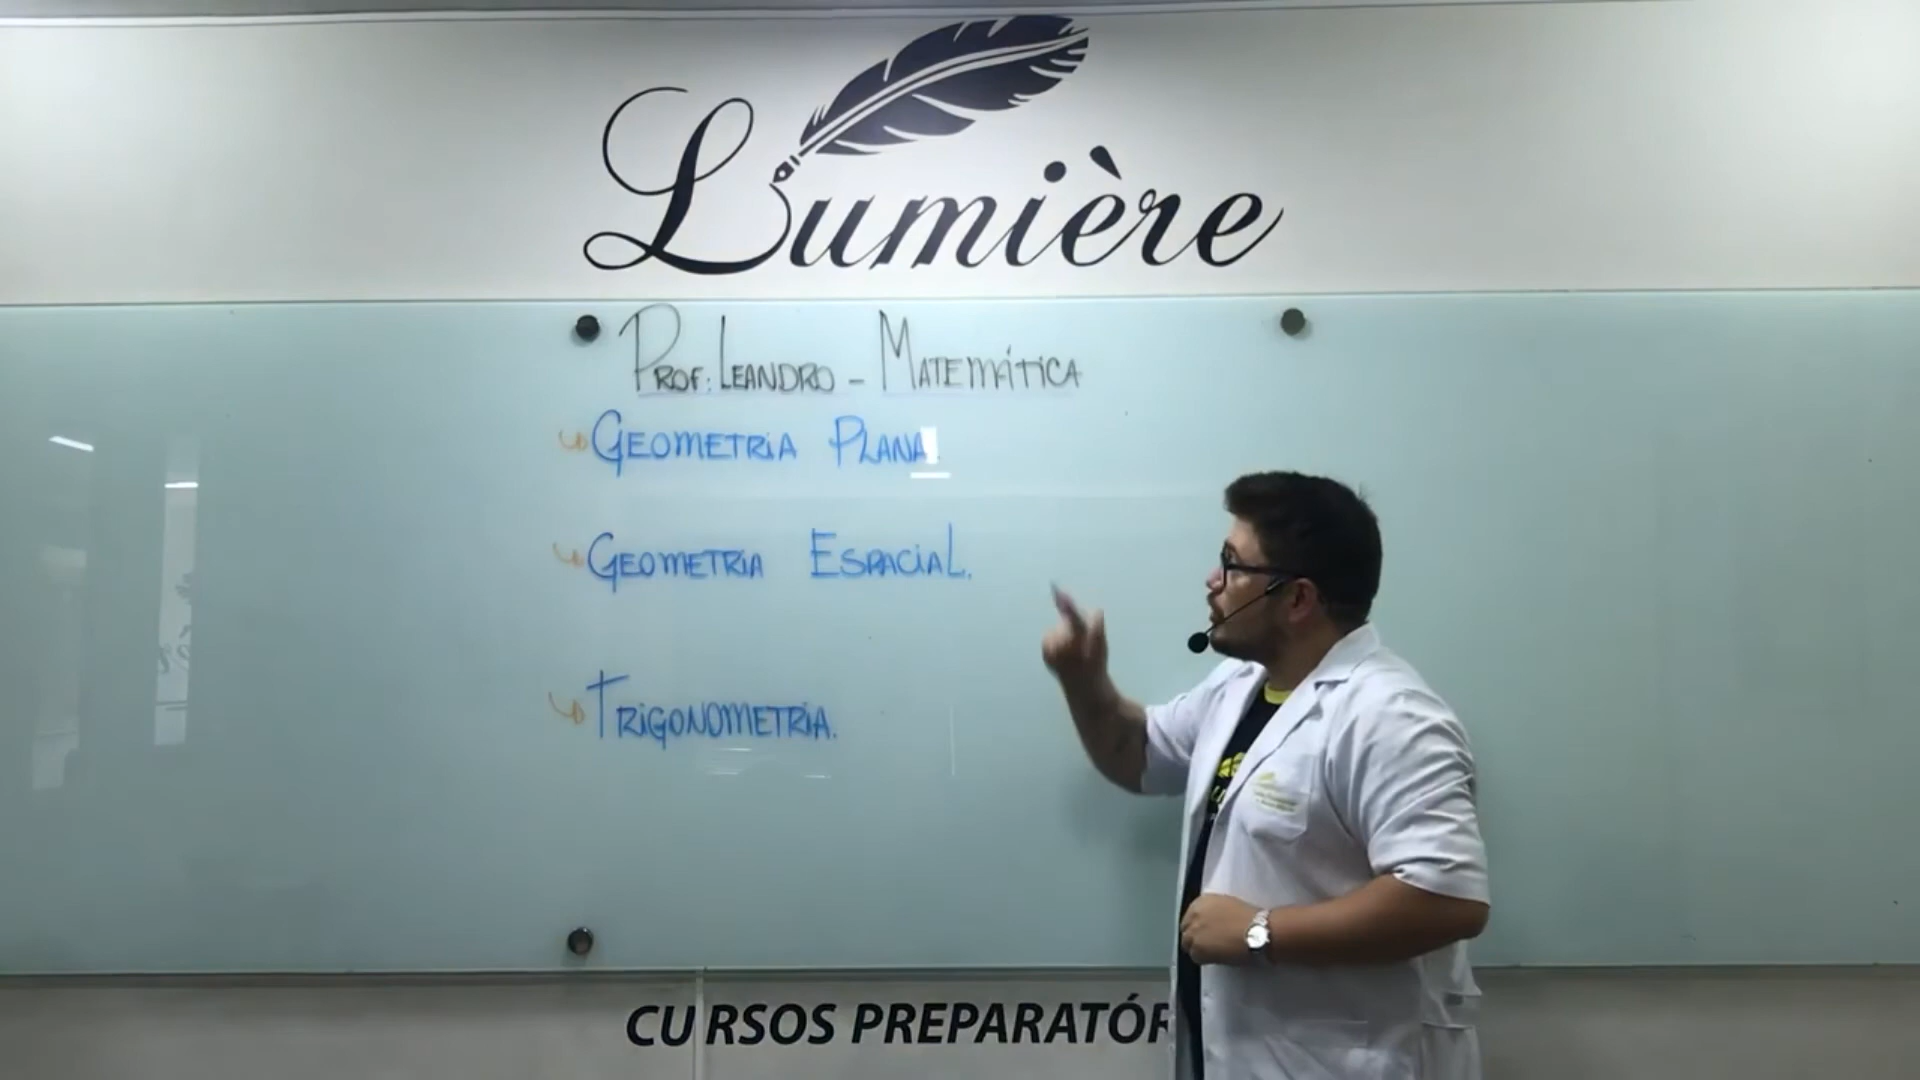 Lumière
PROF: LEANDRO - MATEMÁTICA
GEOMETRIA PLANA.
GEOMETRIA ESPACIAL.
TRIGONOMETRIA.
CURSOS PREPARATÓR